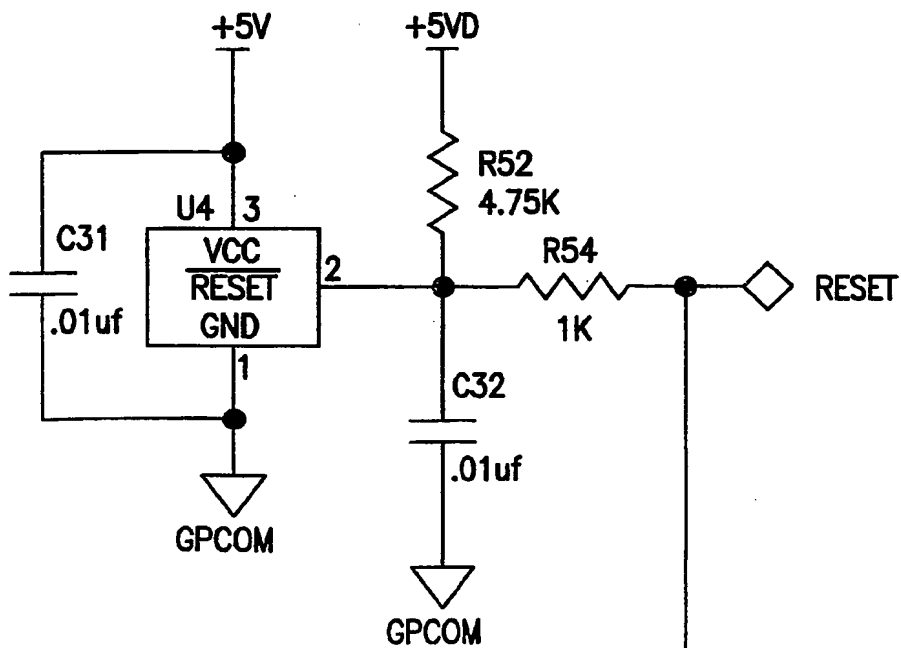 +5V
+5VD
R52
4.75K
U4
3
C31
VCC
RESET
GND
2
R54
RESET
.01uf
1K
1
C32
.01uf
GPCOM
GPCOM